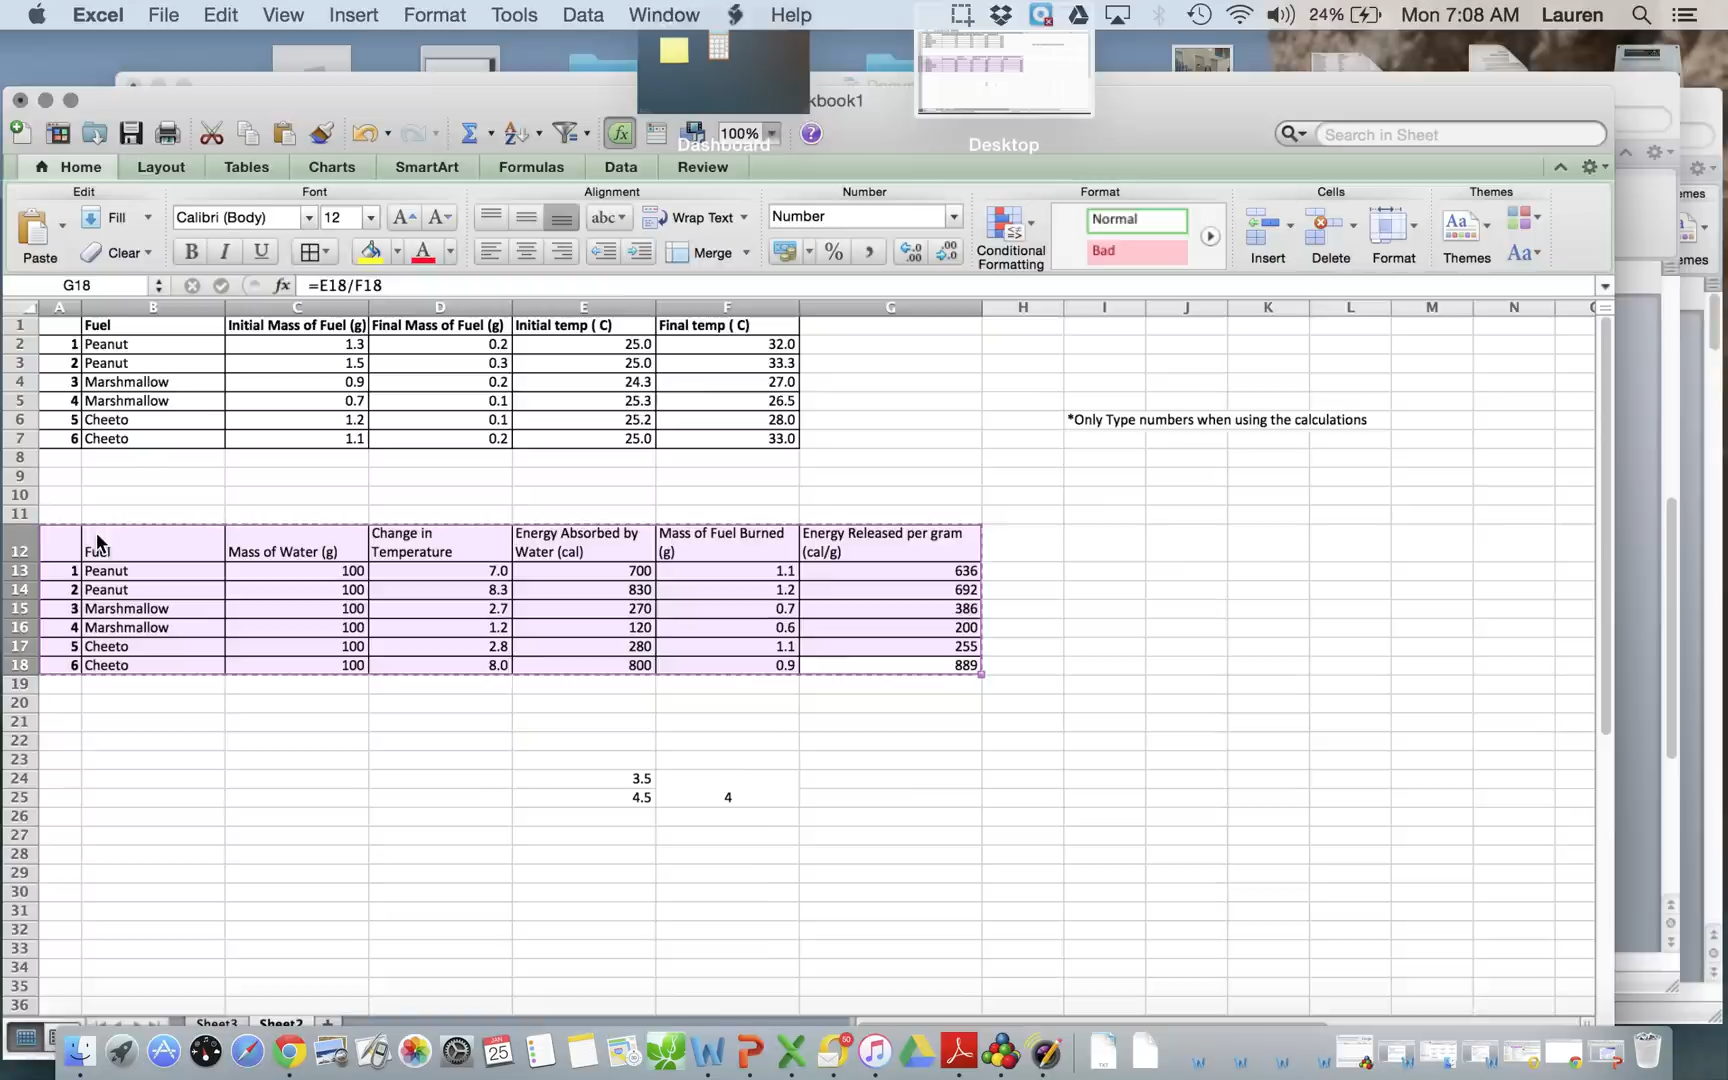 Excel File Edit View Insert Format Tools Data Window Help 24% Mon 7:08 AM Lauren
kbook1
Dashboard Desktop
100% Search in Sheet
Home Layout Tables Charts SmartArt Formulas Data Review
Edit Font Alignment Number Format Cells Themes
Paste Fill Calibri (Body) 12 A A abc Wrap Text Number Normal
Clear B I U A Merge % , .00 .00 Conditional Formatting Bad Insert Delete Format Themes Aa
G18 fx =E18/F18
A B C D E F G H I J K L M N
1 Fuel Initial Mass of Fuel (g) Final Mass of Fuel (g) Initial temp ( C) Final temp ( C)
2 1 Peanut 1.3 0.2 25.0 32.0
3 2 Peanut 1.5 0.3 25.0 33.3
4 3 Marshmallow 0.9 0.2 24.3 27.0
5 4 Marshmallow 0.7 0.1 25.3 26.5
6 5 Cheeto 1.2 0.1 25.2 28.0 *Only Type numbers when using the calculations
7 6 Cheeto 1.1 0.2 25.0 33.0
8
9
10
11
12 Fuel Mass of Water (g) Change in Temperature Energy Absorbed by Water (cal) Mass of Fuel Burned (g) Energy Released per gram (cal/g)
13 1 Peanut 100 7.0 700 1.1 636
14 2 Peanut 100 8.3 830 1.2 692
15 3 Marshmallow 100 2.7 270 0.7 386
16 4 Marshmallow 100 1.2 120 0.6 200
17 5 Cheeto 100 2.8 280 1.1 255
18 6 Cheeto 100 8.0 800 0.9 889
19
20
21
22
23
24 3.5
25 4.5 4
26
27
28
29
30
31
32
33
34
35
36
Sheet3 Sheet2
JAN 25 50